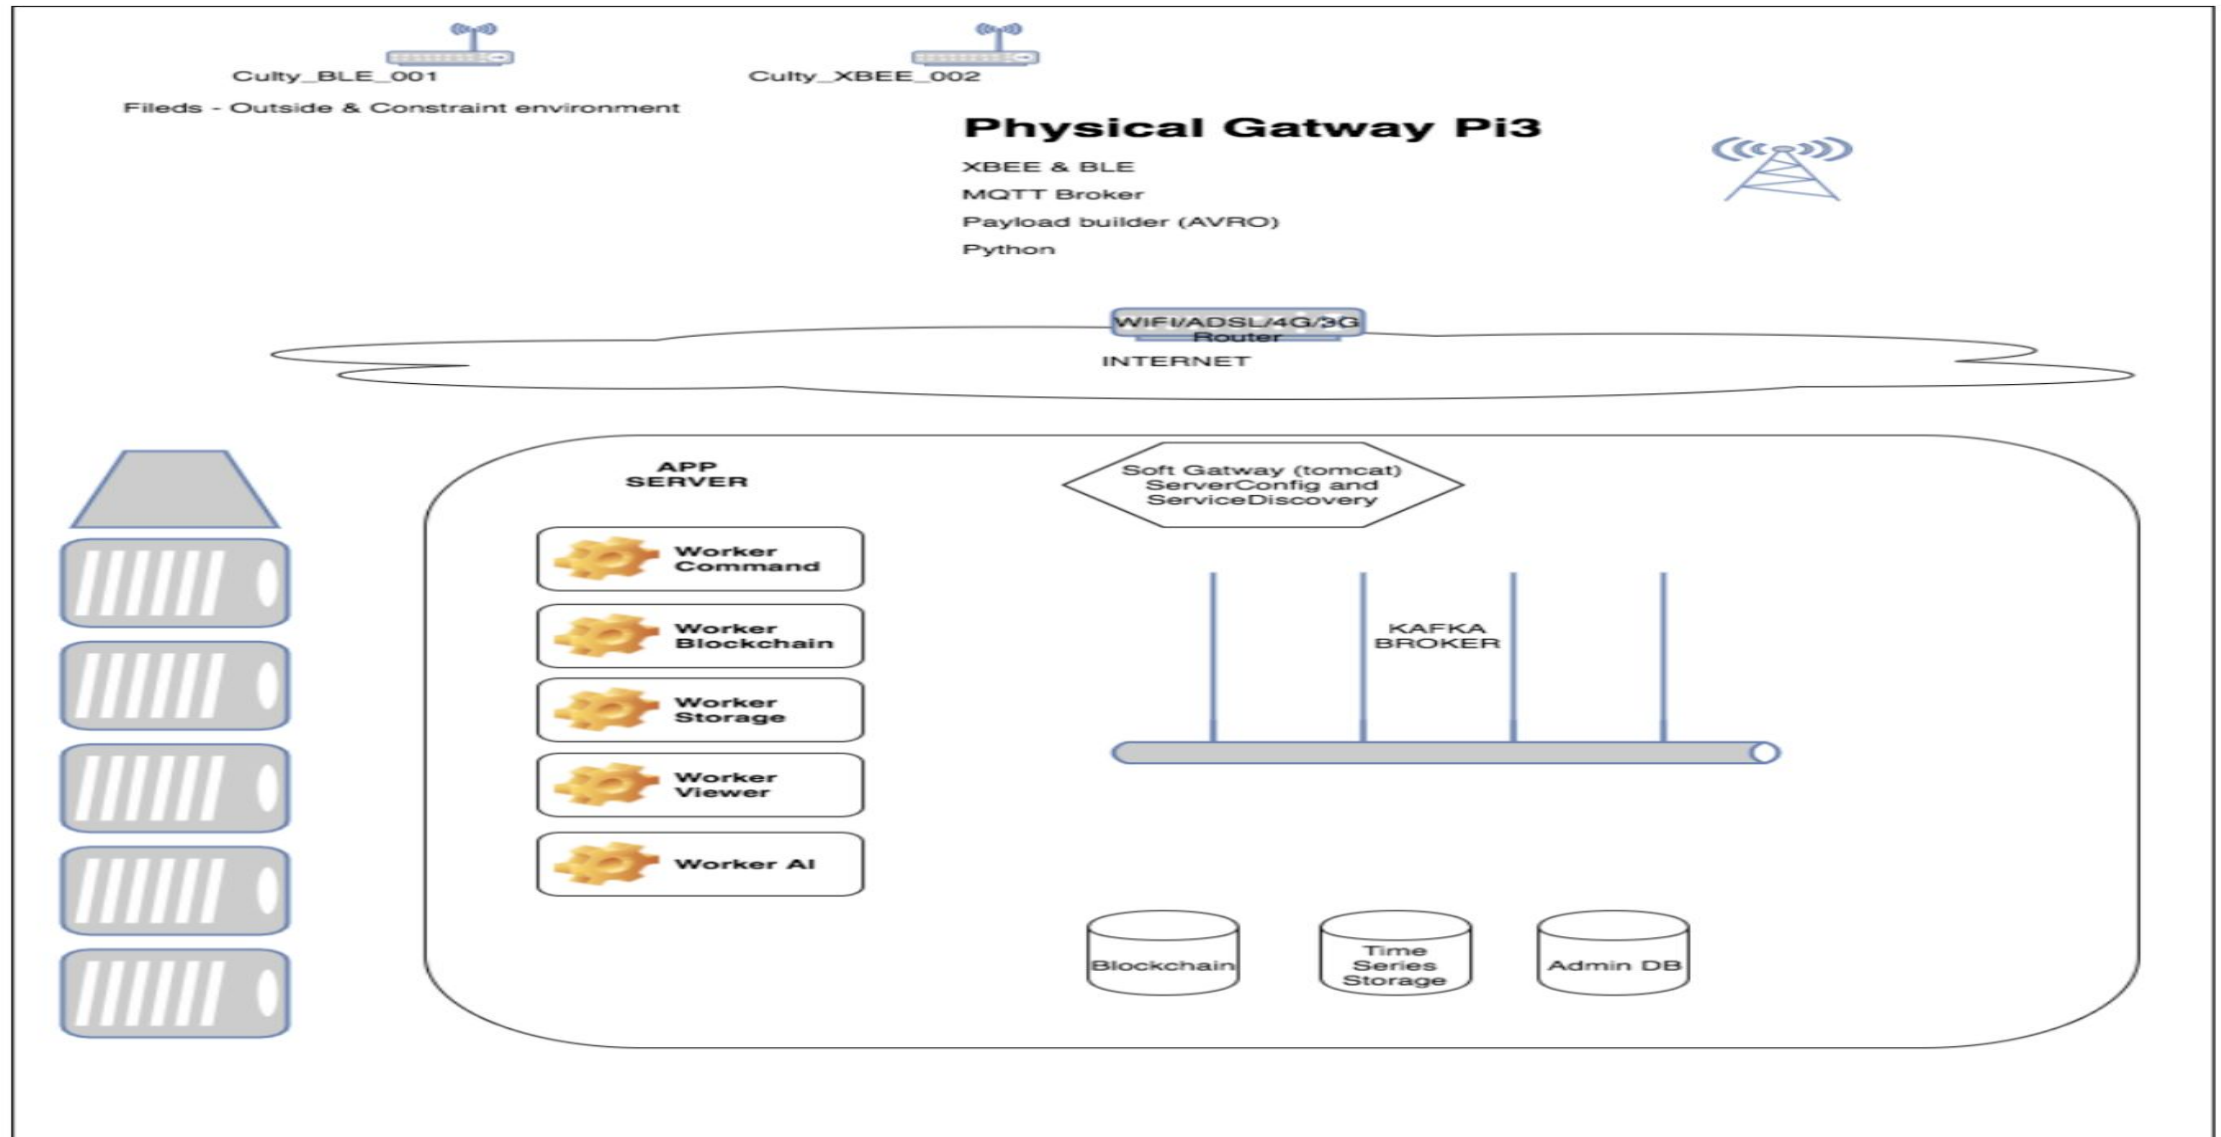 Culty_BLE_001
Culty_XBEE_002
Fileds - Outside & Constraint environment
Physical Gatway Pi3
XBEE & BLE
MQTT Broker
Payload builder (AVRO)
Python
WIFI/ADSL/4G/3G
Router
INTERNET
APP
SERVER
Soft Gatway (tomcat)
ServerConfig and
ServiceDiscovery
Worker
Command
Worker
Blockchain
Worker
Storage
Worker
Viewer
Worker AI
KAFKA
BROKER
Blockchain
Time
Series
Storage
Admin DB